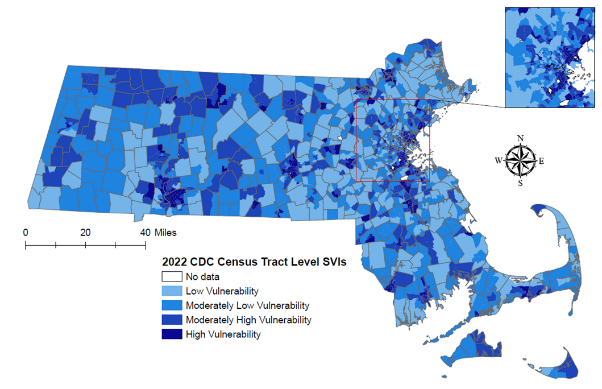 N
W E
S
0 20 40 Miles
2022 CDC Census Tract Level SVIs
No data
Low Vulnerability
Moderately Low Vulnerability
Moderately High Vulnerability
High Vulnerability